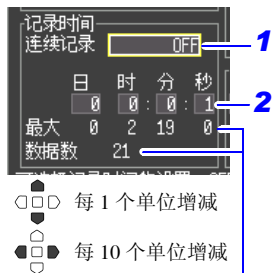 记录时间
连续记录 OFF 1
日 时 分 秒
0 0 : 0 : 1 2
最大 0 2 19 0
数据数 21
每 1 个单位增减
每 10 个单位增减